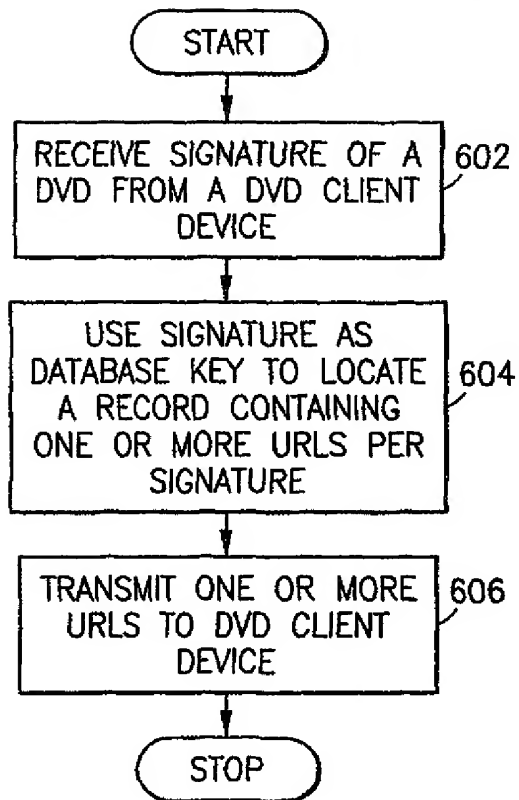 START
RECEIVE SIGNATURE OF A
DVD FROM A DVD CLIENT
DEVICE
602
USE SIGNATURE AS
DATABASE KEY TO LOCATE
A RECORD CONTAINING
ONE OR MORE URLS PER
SIGNATURE
604
TRANSMIT ONE OR MORE
URLS TO DVD CLIENT
DEVICE
606
STOP